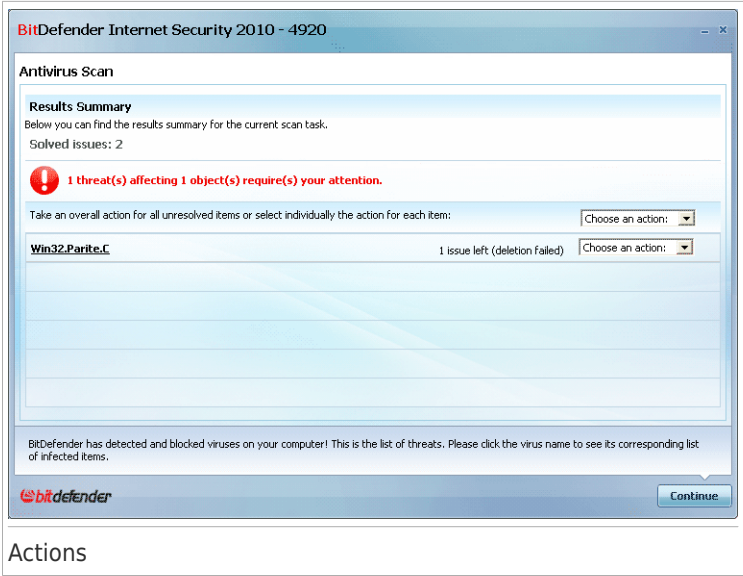 BitDefender Internet Security 2010 - 4920
Antivirus Scan
Results Summary
Below you can find the results summary for the current scan task.
Solved issues: 2
1 threat(s) affecting 1 object(s) require(s) your attention.
Take an overall action for all unresolved items or select individually the action for each item:
Choose an action:
Win32.Parite.C
1 issue left (deletion failed)
Choose an action:
BitDefender has detected and blocked viruses on your computer! This is the list of threats. Please click the virus name to see its corresponding list
of infected items.
bitdefender
Continue
Actions